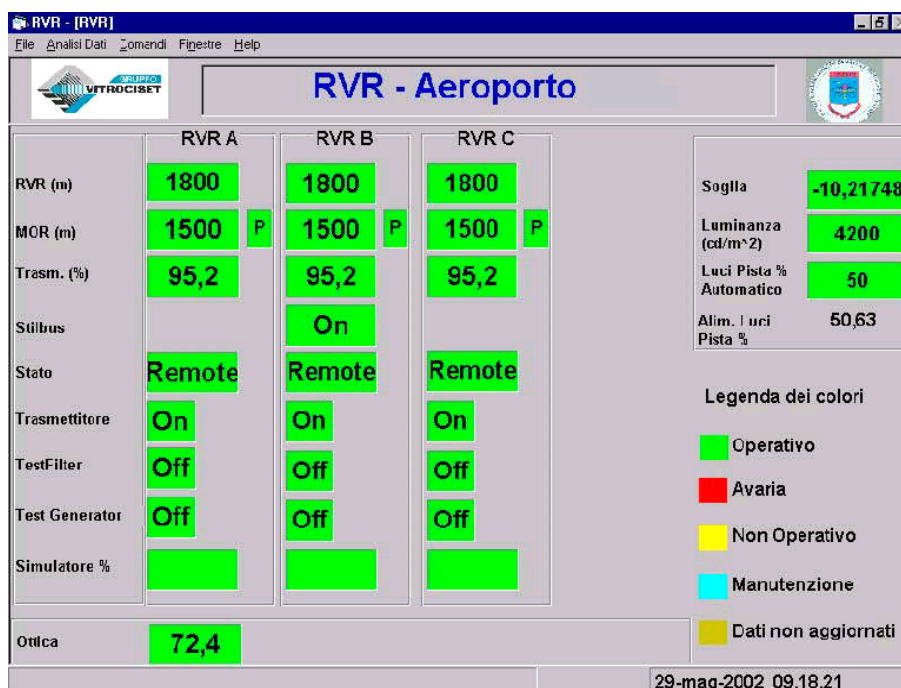 RVR - [RVR]
File Analisi Dati Comandi Finestre Help
GRUPPO
VITROCISET
RVR - Aeroporto
RVR A RVR B RVR C
RVR (m) 1800 1800 1800
MOR (m) 1500 P 1500 P 1500 P
Trasm. (%) 95,2 95,2 95,2
Stilbus On
Stato Remote Remote Remote
Trasmettitore On On On
TestFilter Off Off Off
Test Generator Off Off Off
Simulatore %
Ottica 72,4
Soglia -10,21748
Luminanza
(cd/m^2) 4200
Luci Pista %
Automatico 50
Alim. Luci
Pista % 50,63
Legenda dei colori
Operativo
Avaria
Non Operativo
Manutenzione
Dati non aggiornati
29-mag-2002 09.18.21